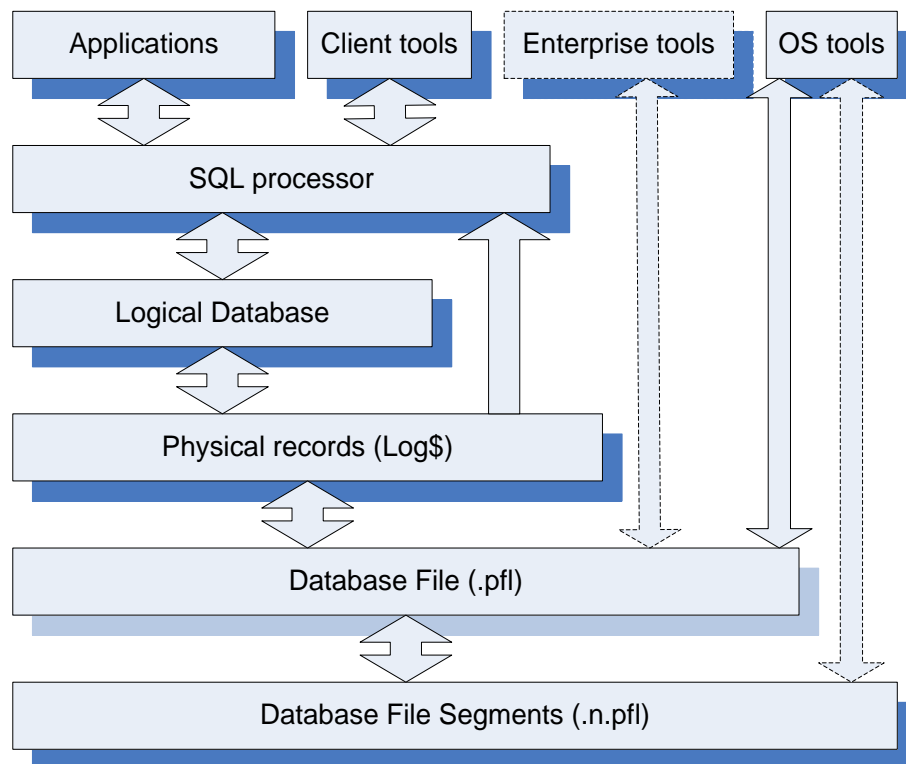 Applications
Client tools
Enterprise tools
OS tools
SQL processor
Logical Database
Physical records (Log$)
Database File (.pfl)
Database File Segments (.n.pfl)